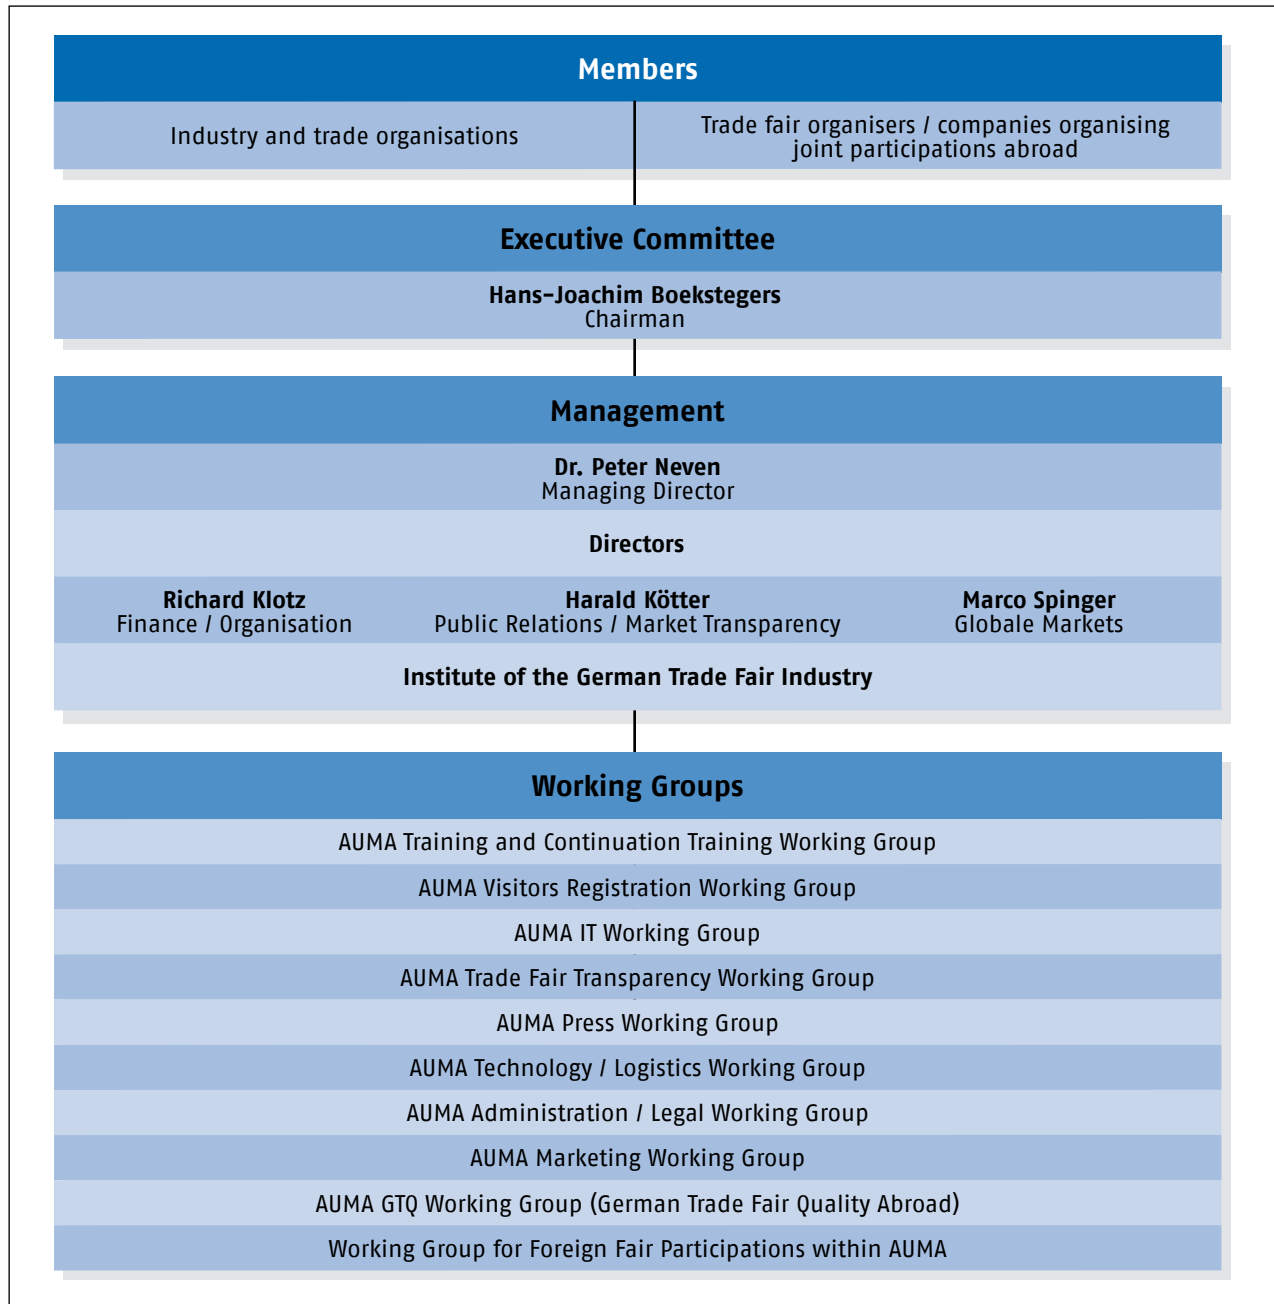 Members
Industry and trade organisations
Trade fair organisers / companies organising
joint participations abroad
Executive Committee
Hans-Joachim Boekstegers
Chairman
Management
Dr. Peter Neven
Managing Director
Directors
Richard Klotz
Finance / Organisation
Harald Kötter
Public Relations / Market Transparency
Marco Spinger
Globale Markets
Institute of the German Trade Fair Industry
Working Groups
AUMA Training and Continuation Training Working Group
AUMA Visitors Registration Working Group
AUMA IT Working Group
AUMA Trade Fair Transparency Working Group
AUMA Press Working Group
AUMA Technology / Logistics Working Group
AUMA Administration / Legal Working Group
AUMA Marketing Working Group
AUMA GTQ Working Group (German Trade Fair Quality Abroad)
Working Group for Foreign Fair Participations within AUMA